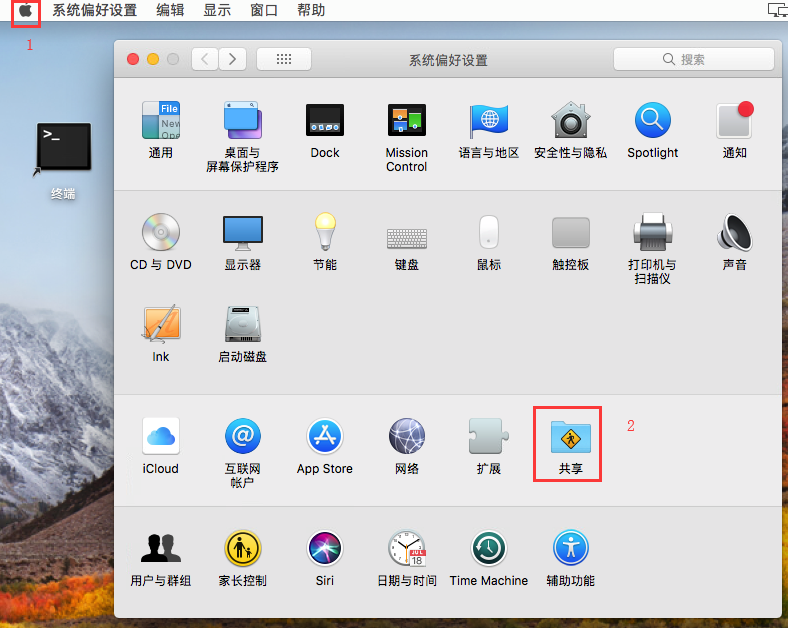 系统偏好设置 编辑 显示 窗口 帮助
1
系统偏好设置
搜索
File
New
Ope
>_
通用
桌面与
屏幕保护程序
Dock
Mission
Control
语言与地区
安全性与隐私
Spotlight
通知
终端
CD 与 DVD
显示器
节能
键盘
鼠标
触控板
打印机与
扫描仪
声音
Ink
启动磁盘
2
iCloud
互联网
帐户
App Store
网络
扩展
共享
JUL
18
用户与群组
家长控制
Siri
日期与时间
Time Machine
辅助功能